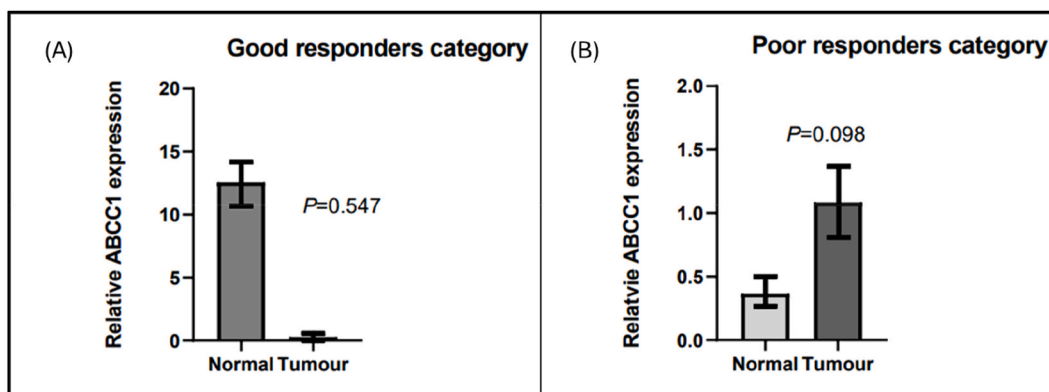 (A)
Good responders category
Relative ABCC1 expression
20
15
10
5
0
P=0.547
Normal Tumour
(B)
Poor responders category
Relatvie ABCC1 expression
2.0
1.5
1.0
0.5
0.0
P=0.098
Normal Tumour